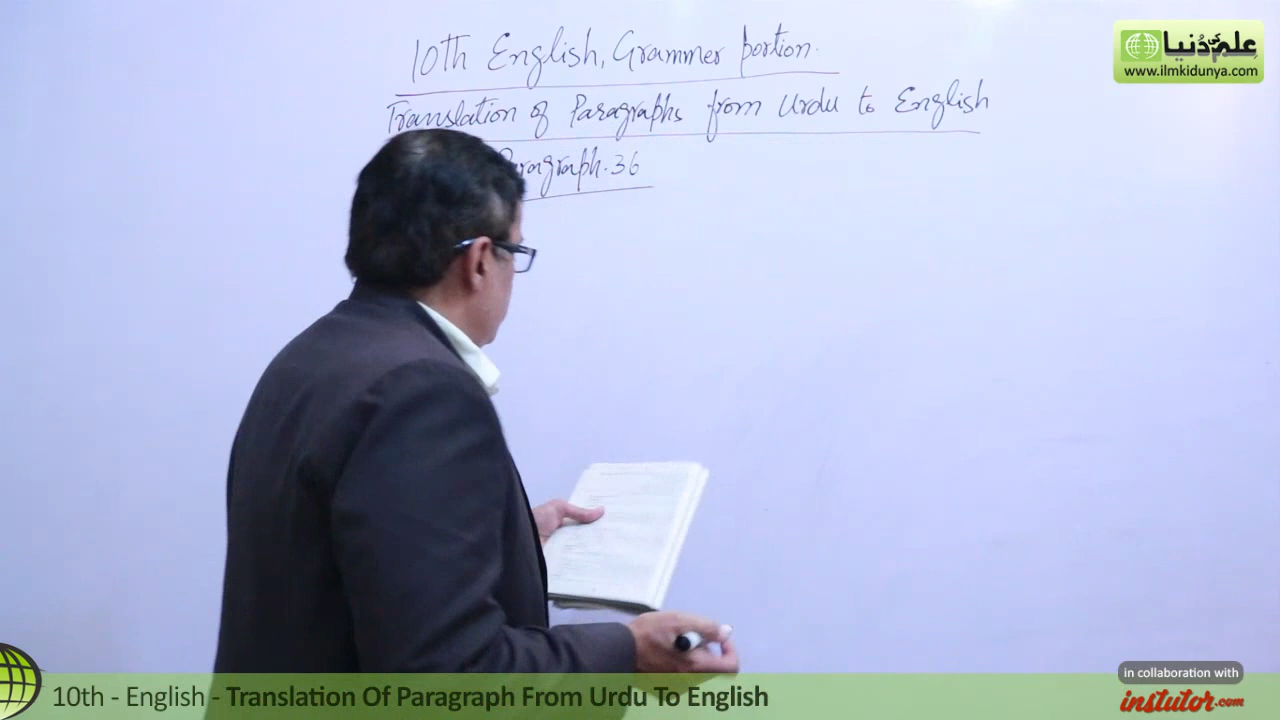 10th English, Grammer portion.
Translation of Paragraphs from Urdu to English
Paragraph. 36
علم کی دُنیا
www.ilmkidunya.com
in collaboration with
instutor.com
10th - English - Translation Of Paragraph From Urdu To English